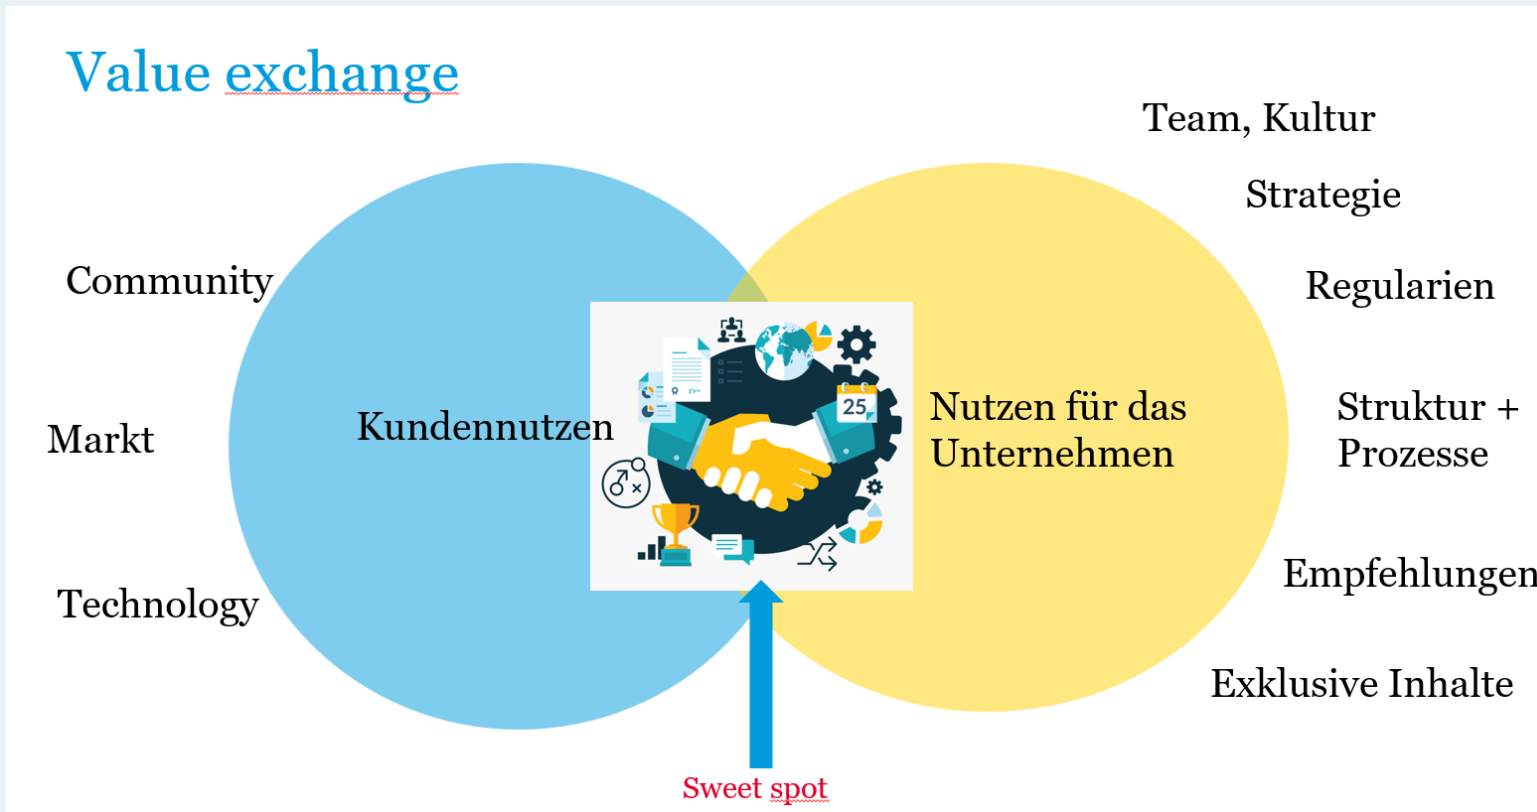 Value exchange
Team, Kultur
Strategie
Community
Regularien
Kundennutzen
25
Nutzen für das
Unternehmen
Markt
Struktur +
Prozesse
Technology
Empfehlungen
Exklusive Inhalte
Sweet spot